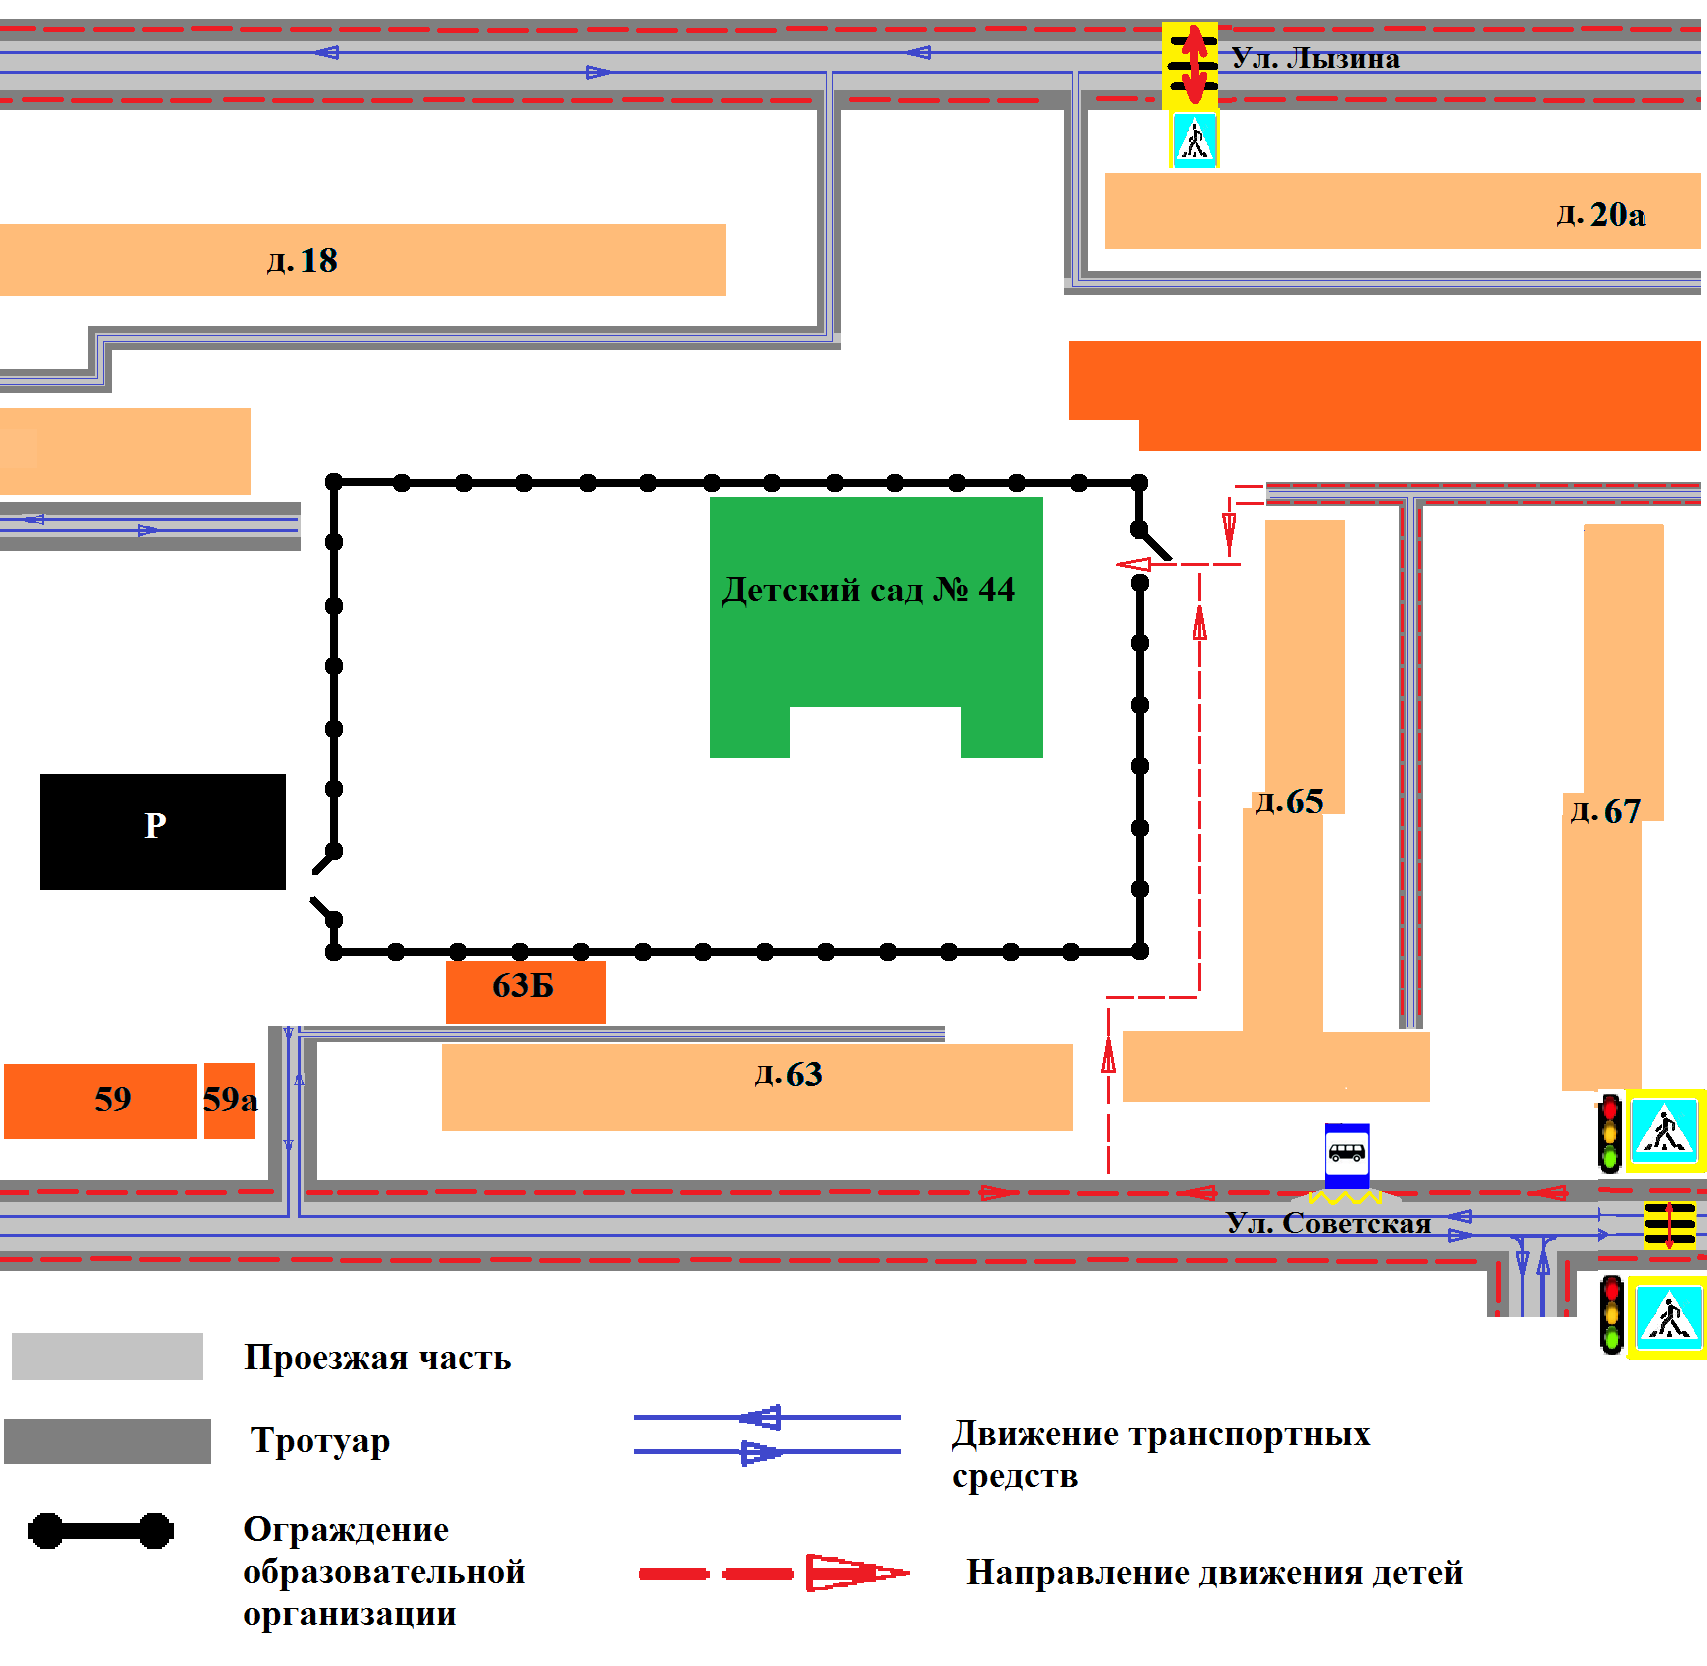 Ул. Лызина
д. 20а
д. 18
Детский сад № 44
д. 65
д. 67
Р
63Б
д. 63
59
59а
Ул. Советская
Проезжая часть
Тротуар
Ограждение
образовательной
организации
Движение транспортных
средств
Направление движения детей